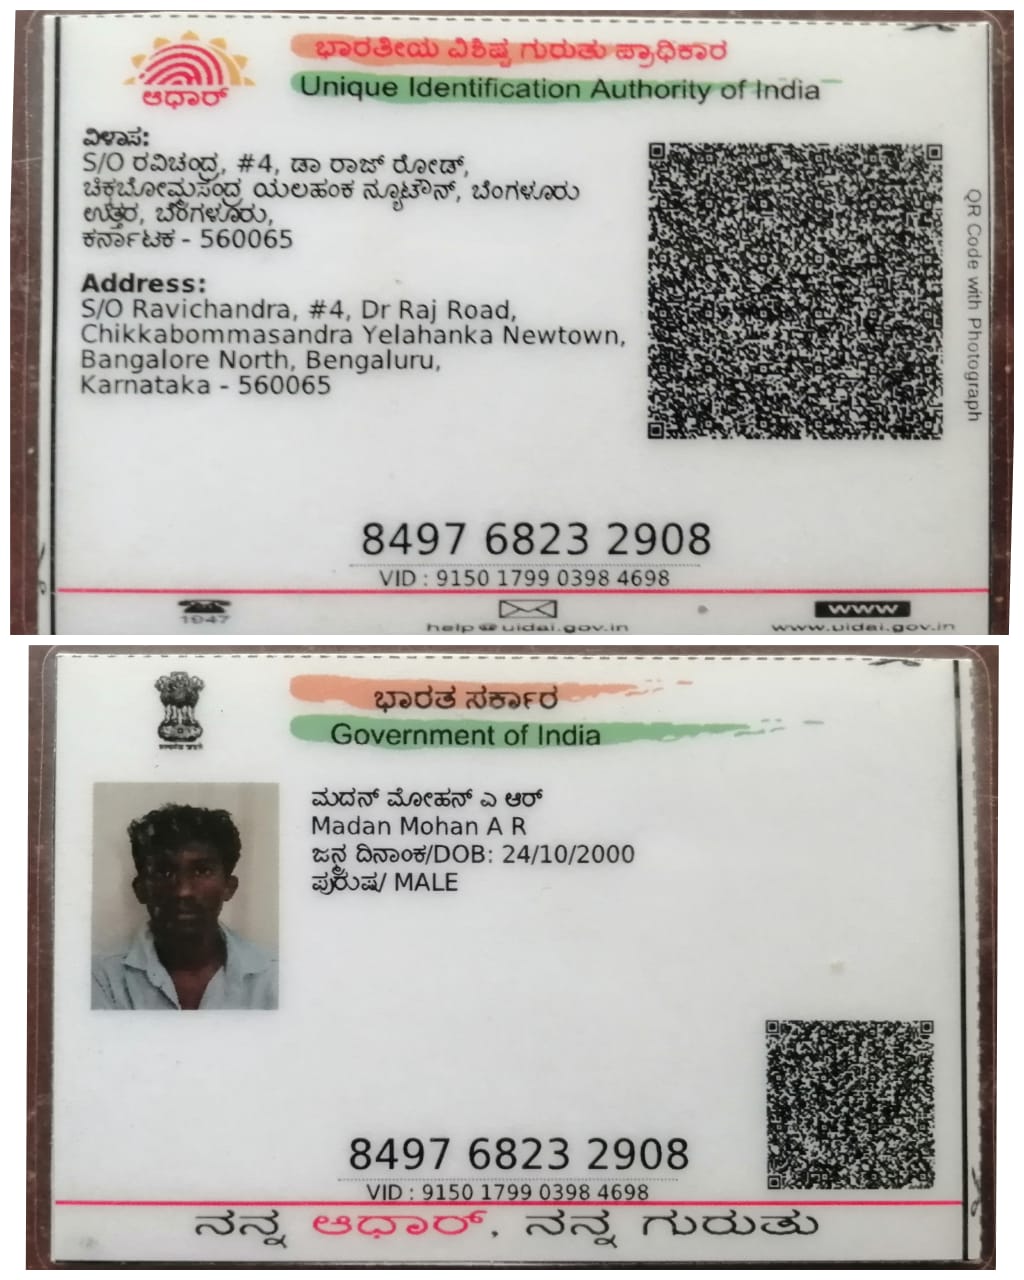 ಆಧಾರ್
ಭಾರತೀಯ ವಿಶಿಷ್ಟ ಗುರುತು ಪ್ರಾಧಿಕಾರ
Unique Identification Authority of India
ವಿಳಾಸ:
S/O ರವಿಚಂದ್ರ, #4, ಡಾ ರಾಜ್ ರೋಡ್,
ಚಿಕ್ಕಬೋಮ್ಮಸಂದ್ರ ಯಲಹಂಕ ನ್ಯೂಟೌನ್, ಬೆಂಗಳೂರು
ಉತ್ತರ, ಬೆಂಗಳೂರು,
ಕರ್ನಾಟಕ - 560065
Address:
S/O Ravichandra, #4, Dr Raj Road,
Chikkabommasandra Yelahanka Newtown,
Bangalore North, Bengaluru,
Karnataka - 560065
QR Code with Photograph
8497 6823 2908
VID : 9150 1799 0398 4698
1947
help@uidai.gov.in
www
www.uidai.gov.in
ಭಾರತ ಸರ್ಕಾರ
Government of India
ಮದನ್ ಮೋಹನ್ ಎ ಆರ್
Madan Mohan A R
ಜನ್ಮ ದಿನಾಂಕ/DOB: 24/10/2000
ಪುರುಷ/ MALE
8497 6823 2908
VID : 9150 1799 0398 4698
ನನ್ನ ಆಧಾರ್, ನನ್ನ ಗುರುತು